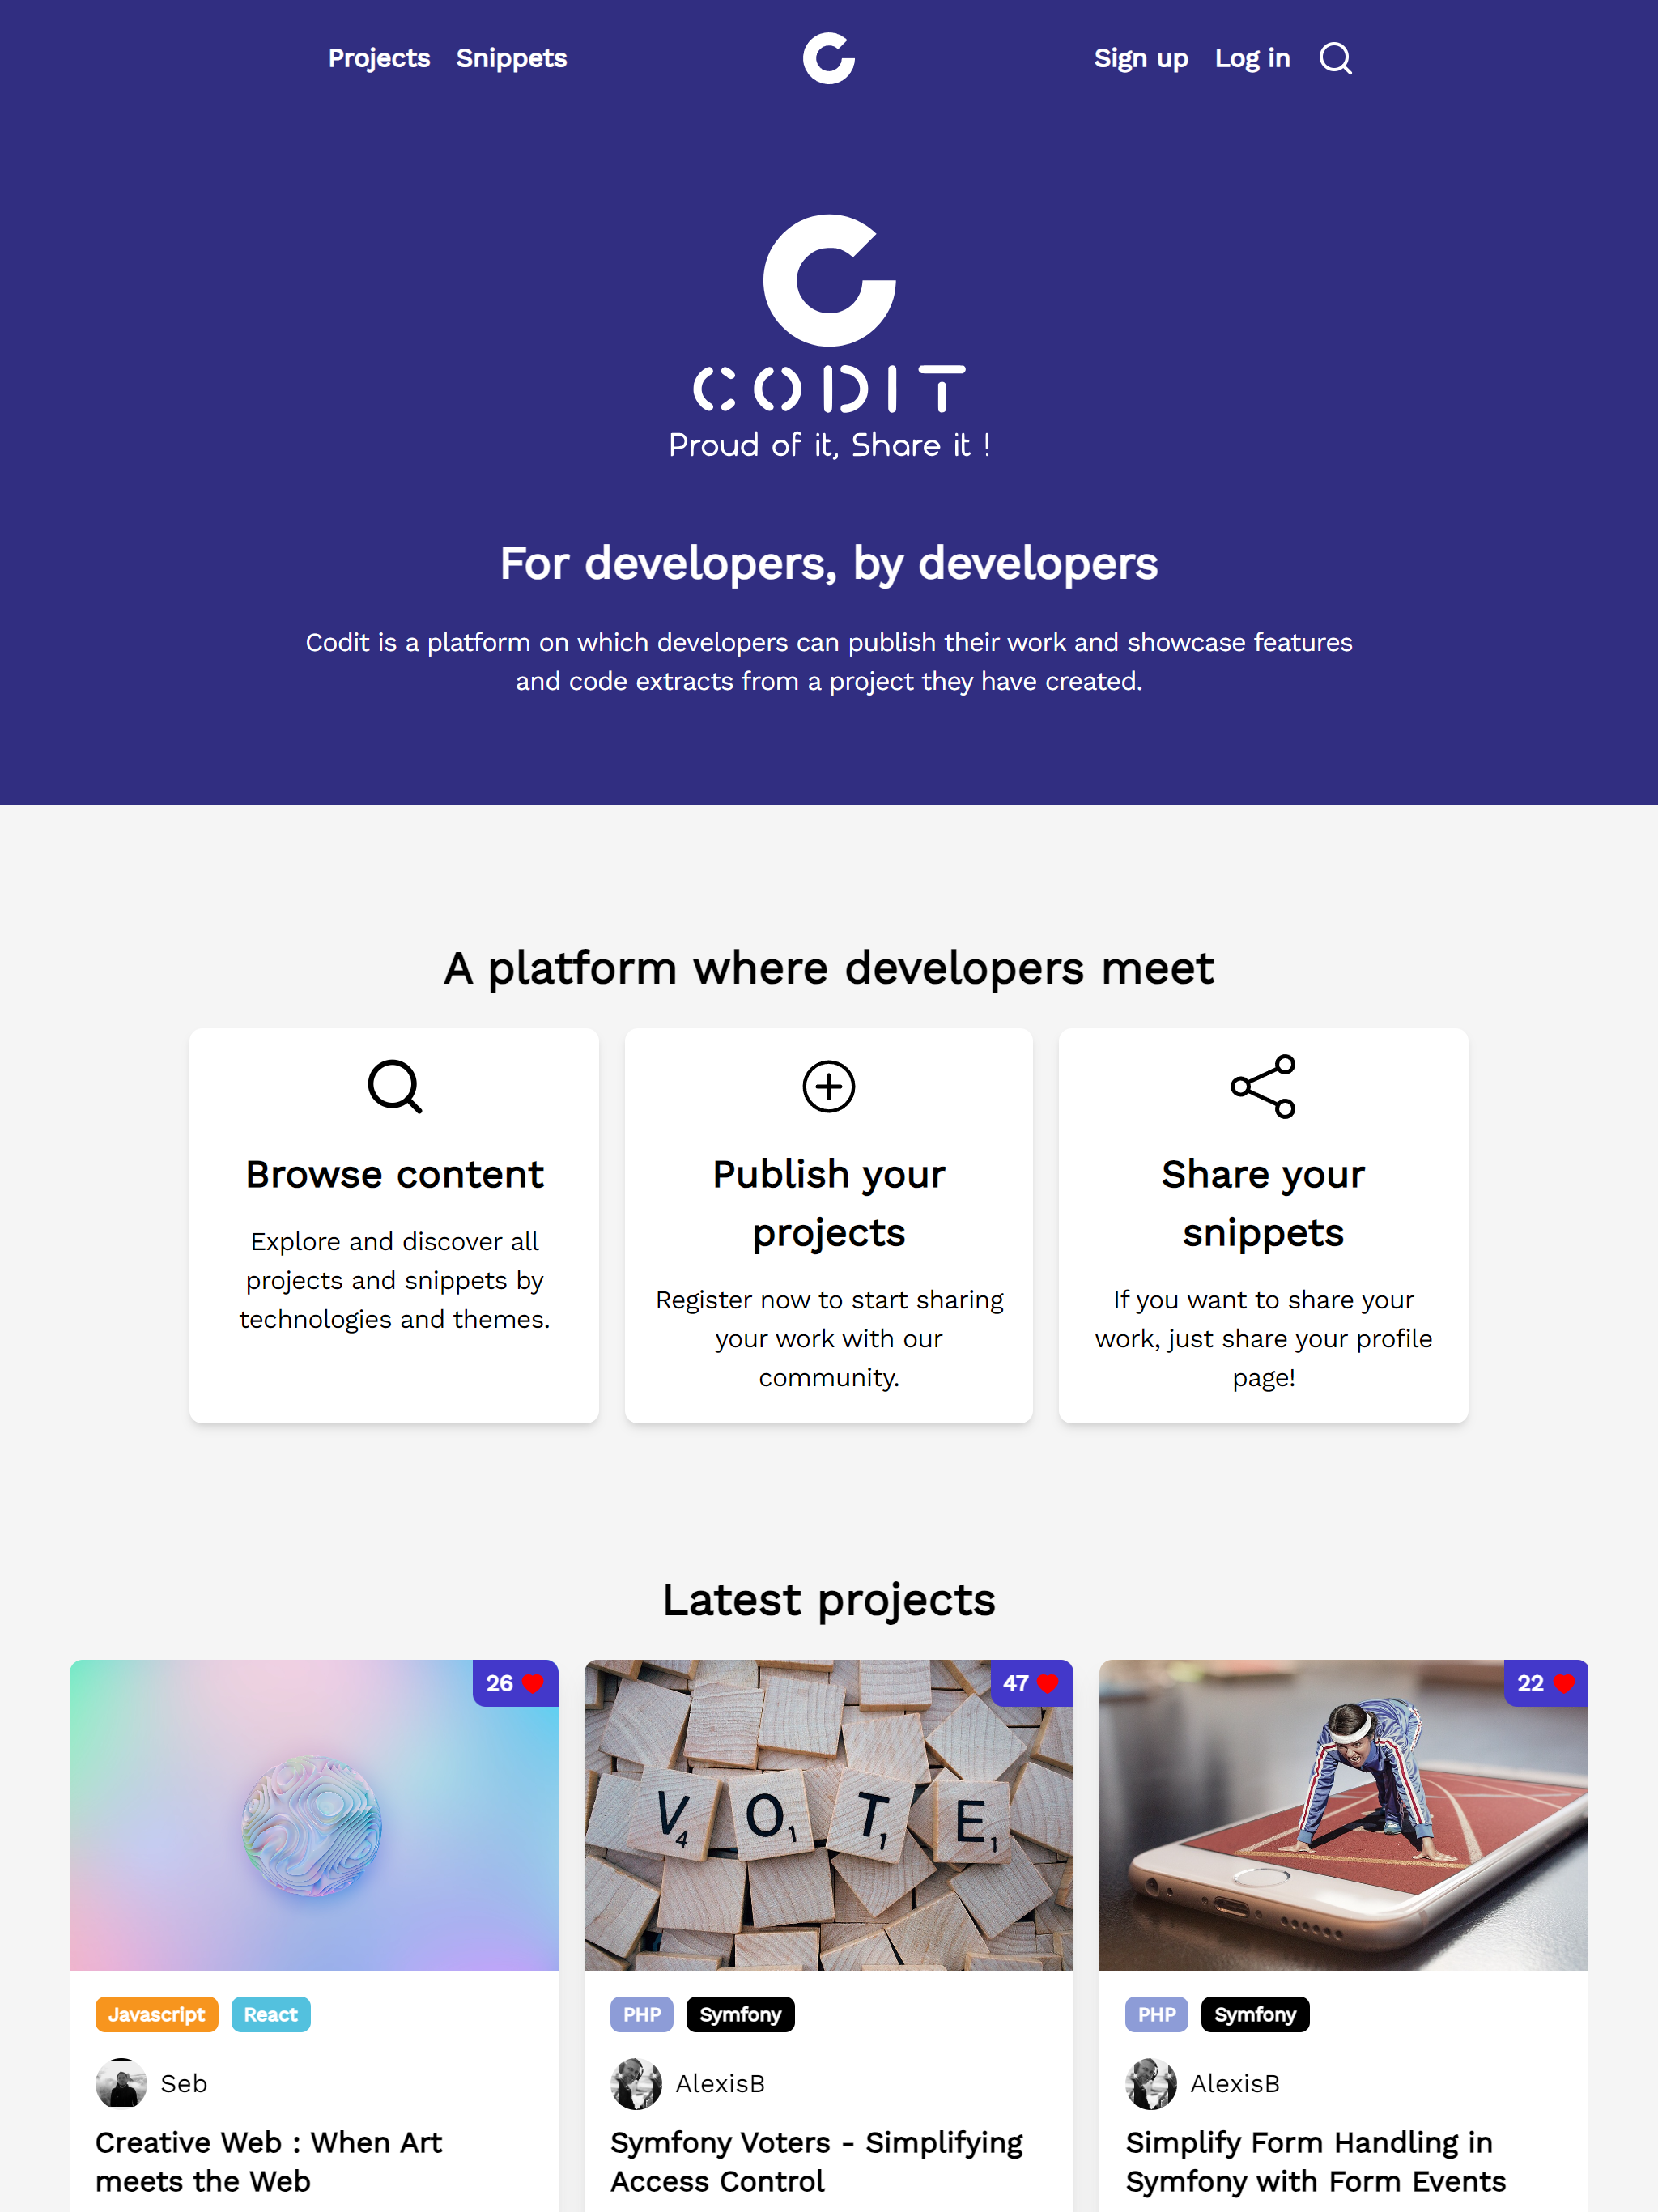 Projects Snippets Sign up Log in
CODIT
Proud of it, Share it !
For developers, by developers
Codit is a platform on which developers can publish their work and showcase features
and code extracts from a project they have created.
A platform where developers meet
Browse content
Explore and discover all
projects and snippets by
technologies and themes.
Publish your
projects
Register now to start sharing
your work with our
community.
Share your
snippets
If you want to share your
work, just share your profile
page!
Latest projects
26
Javascript React
Seb
Creative Web : When Art
meets the Web
47
V4 O1 T1 E1
PHP Symfony
AlexisB
Symfony Voters - Simplifying
Access Control
22
PHP Symfony
AlexisB
Simplify Form Handling in
Symfony with Form Events